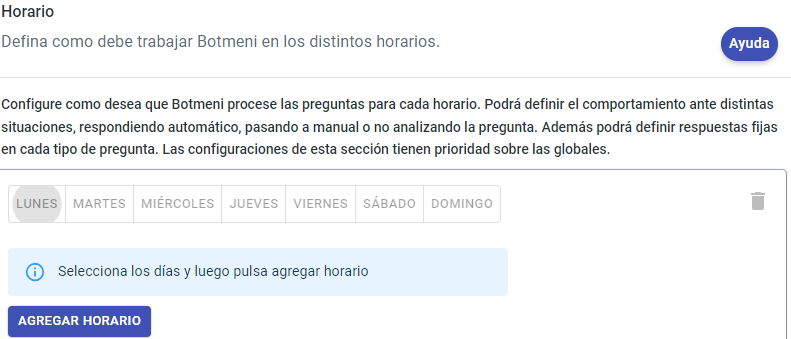 Horario
Defina como debe trabajar Botmeni en los distintos horarios.
Ayuda
Configure como desea que Botmeni procese las preguntas para cada horario. Podrá definir el comportamiento ante distintas
situaciones, respondiendo automático, pasando a manual o no analizando la pregunta. Además podrá definir respuestas fijas
en cada tipo de pregunta. Las configuraciones de esta sección tienen prioridad sobre las globales.
LUNES MARTES MIÉRCOLES JUEVES VIERNES SÁBADO DOMINGO
Selecciona los días y luego pulsa agregar horario
AGREGAR HORARIO